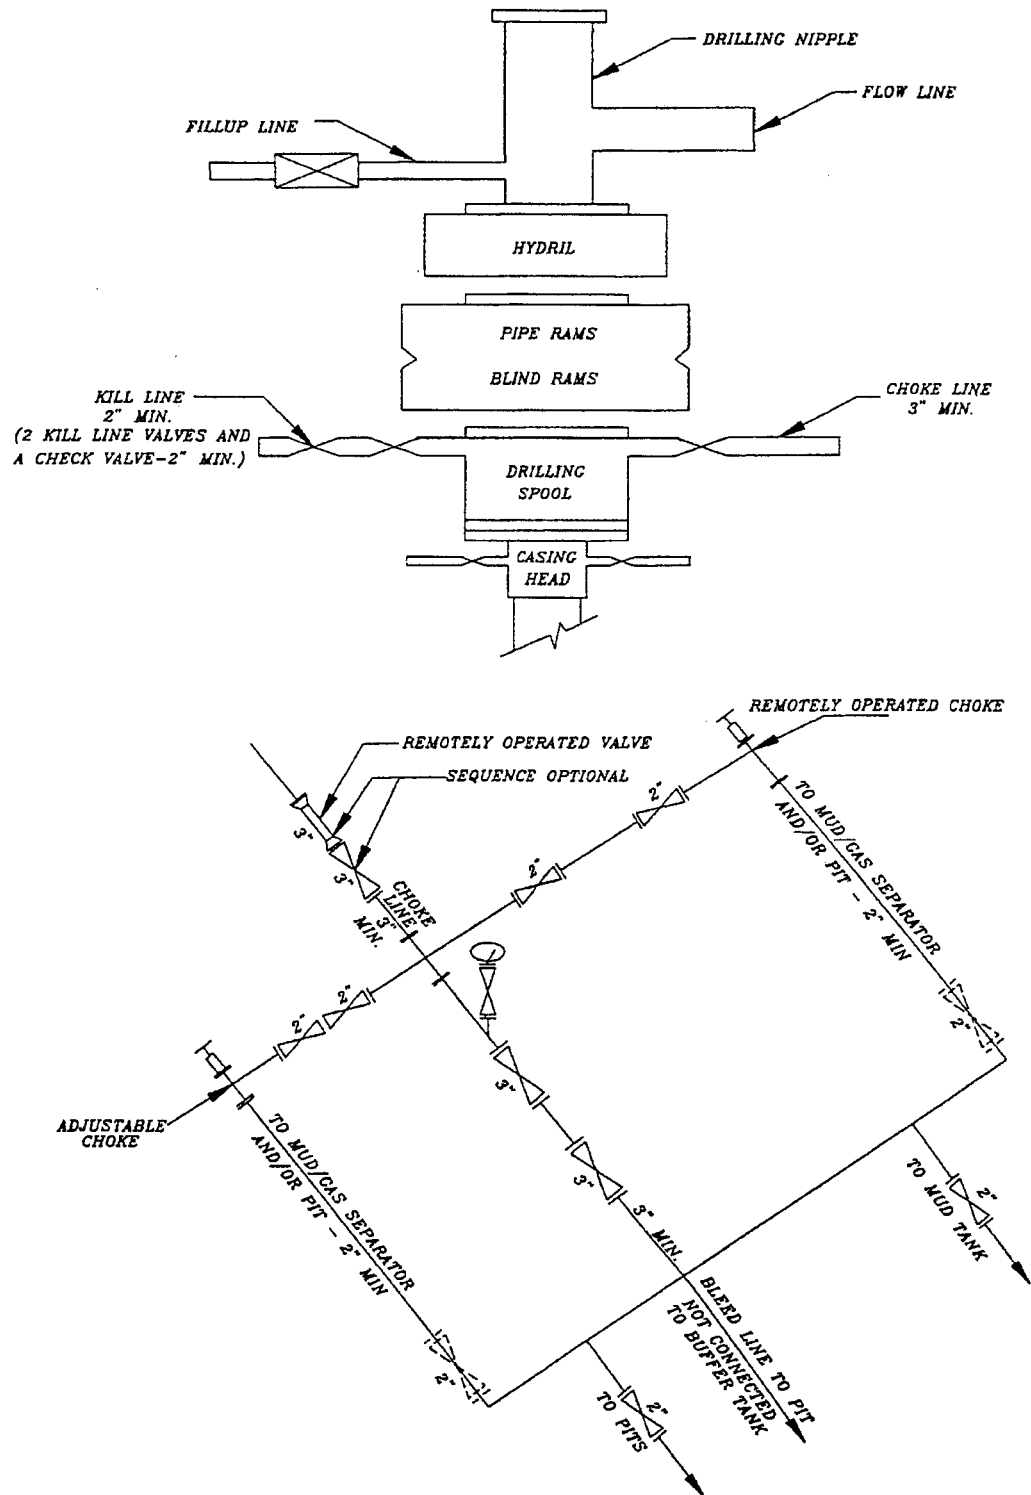 DRILLING NIPPLE
FLOW LINE
FILLUP LINE
HYDRIL
PIPE RAMS
BLIND RAMS
KILL LINE
2" MIN.
(2 KILL LINE VALVES AND
A CHECK VALVE-2" MIN.)
CHOKE LINE
3" MIN.
DRILLING
SPOOL
CASING
HEAD
REMOTELY OPERATED CHOKE
REMOTELY OPERATED VALVE
SEQUENCE OPTIONAL
3"
3"
CHOKE
LINE
3"
MIN.
2"
2"
2"
2"
TO MUD/GAS SEPARATOR
AND/OR PIT - 2" MIN
2"
ADJUSTABLE
CHOKE
TO MUD/GAS SEPARATOR
AND/OR PIT - 2" MIN
2"
3"
3"
3" MIN.
BLEED LINE TO PIT
NOT CONNECTED
TO BUFFER TANK
2"
TO MUD TANK
2"
TO PITS